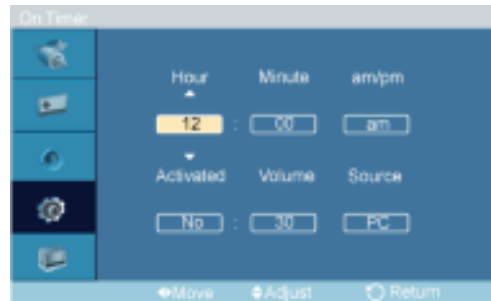 On Timer
Hour Minute am/pm
12 : 00 am
Activated Volume Source
No : 30 PC
Move Adjust Return